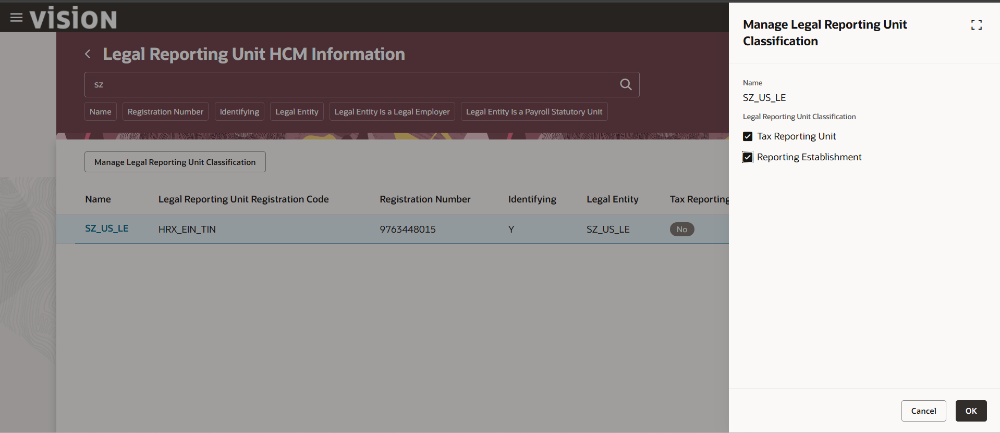 VISION
Legal Reporting Unit HCM Information
sz
Name
Registration Number
Identifying
Legal Entity
Legal Entity Is a Legal Employer
Legal Entity Is a Payroll Statutory Unit
Manage Legal Reporting Unit Classification
Name
Legal Reporting Unit Registration Code
Registration Number
Identifying
Legal Entity
Tax Reporting
SZ_US_LE
HRX_EIN_TIN
9763448015
Y
SZ_US_LE
No
Manage Legal Reporting Unit
Classification
Name
SZ_US_LE
Legal Reporting Unit Classification
Tax Reporting Unit
Reporting Establishment
Cancel
OK